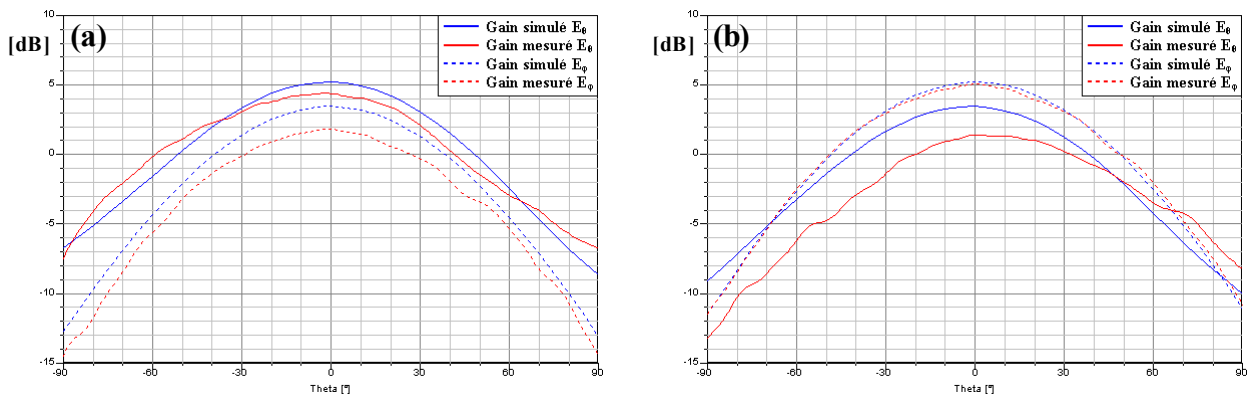 [dB]
(a)
Gain simulé Eθ
Gain mesuré Eθ
Gain simulé Eφ
Gain mesuré Eφ
10
5
0
-5
-10
-15
-90
-60
-30
0
30
60
90
Theta [°]
[dB]
(b)
Gain simulé Eθ
Gain mesuré Eθ
Gain simulé Eφ
Gain mesuré Eφ
10
5
0
-5
-10
-15
-90
-60
-30
0
30
60
90
Theta [°]